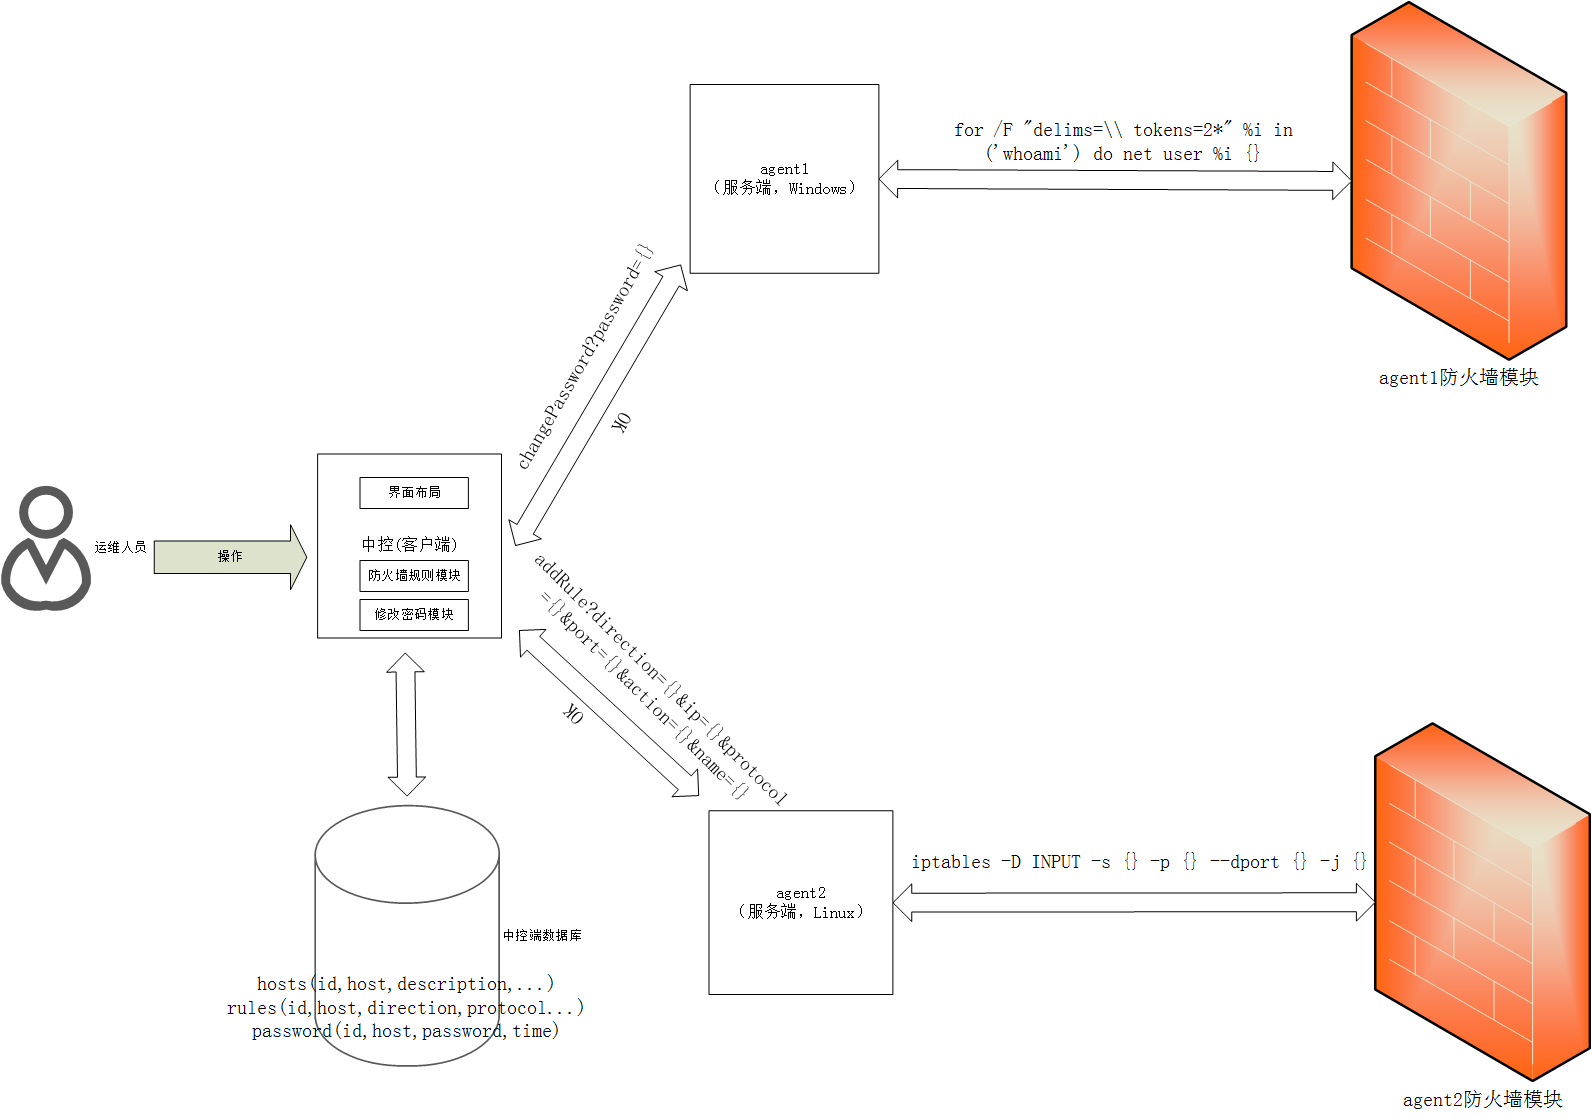 for /F "delims=\\ tokens=2*" %i in
('whoami') do net user %i {}
agent1
（服务端，Windows）
agent1防火墙模块
changePassword?password={}
OK
界面布局
中控(客户端)
防火墙规则模块
修改密码模块
运维人员
操作
addRule?direction={}&ip={}&protocol
={}&port={}&action={}&name={}
OK
iptables -D INPUT -s {} -p {} --dport {} -j {}
agent2
（服务端，Linux）
中控端数据库
hosts(id,host,description,...)
rules(id,host,direction,protocol...)
password(id,host,password,time)
agent2防火墙模块